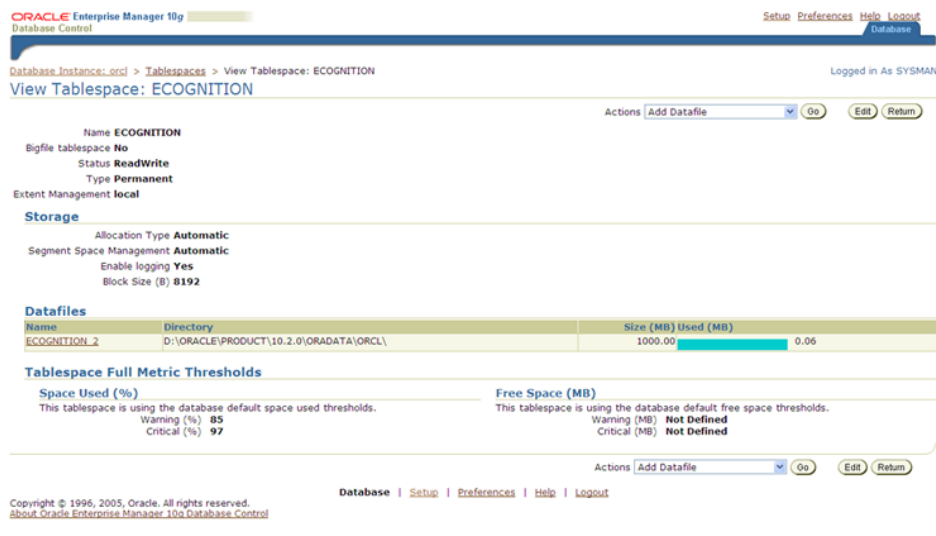 ORACLE Enterprise Manager 10g
Database Control
Setup Preferences Help Logout
Database
Database Instance: orcl > Tablespaces > View Tablespace: ECOGNITION
Logged in As SYSMAN
View Tablespace: ECOGNITION
Actions Add Datafile Go Edit Return
Name ECOGNITION
Bigfile tablespace No
Status ReadWrite
Type Permanent
Extent Management local
Storage
Allocation Type Automatic
Segment Space Management Automatic
Enable logging Yes
Block Size (B) 8192
Datafiles
Name Directory Size (MB) Used (MB)
ECOGNITION_2 D:\ORACLE\PRODUCT\10.2.0\ORADATA\ORCL\ 1000.00 0.06
Tablespace Full Metric Thresholds
Space Used (%)
This tablespace is using the database default space used thresholds.
Warning (%) 85
Critical (%) 97
Free Space (MB)
This tablespace is using the database default free space thresholds.
Warning (MB) Not Defined
Critical (MB) Not Defined
Actions Add Datafile Go Edit Return
Database | Setup | Preferences | Help | Logout
Copyright © 1996, 2005, Oracle. All rights reserved.
About Oracle Enterprise Manager 10g Database Control